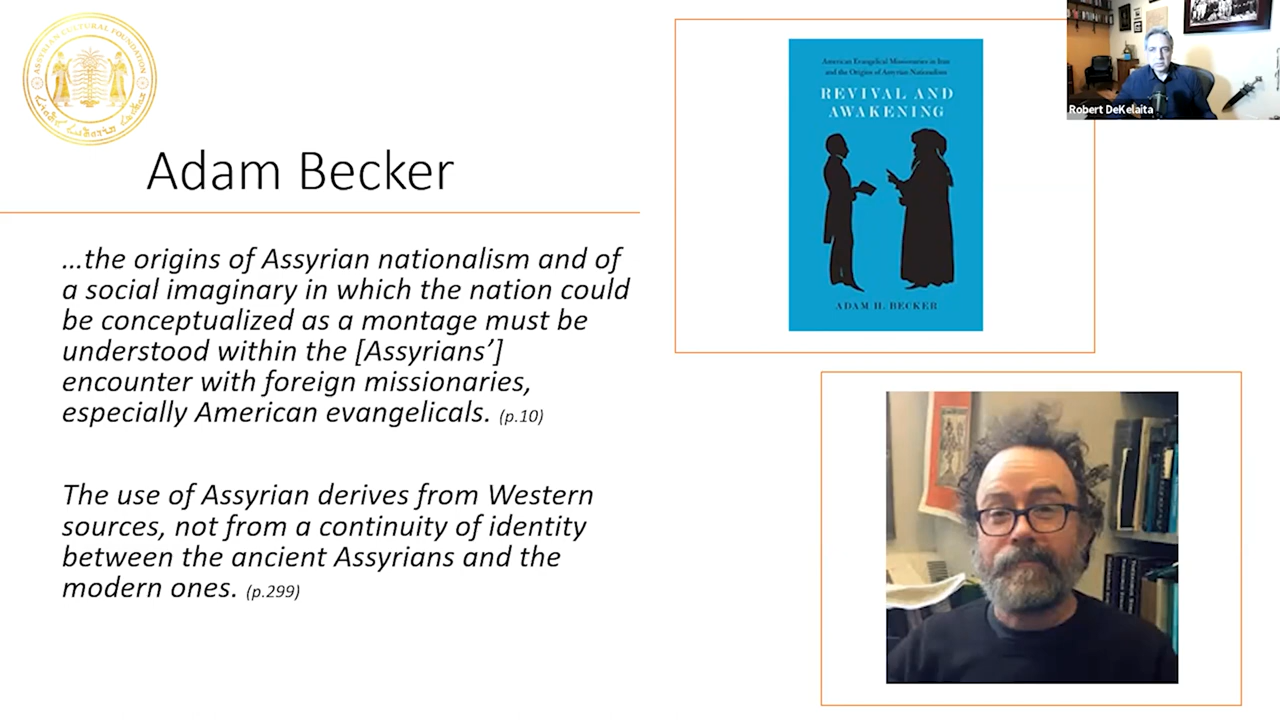 ASSYRIAN CULTURAL FOUNDATION
Adam Becker
...the origins of Assyrian nationalism and of
a social imaginary in which the nation could
be conceptualized as a montage must be
understood within the [Assyrians’]
encounter with foreign missionaries,
especially American evangelicals. (p.10)
The use of Assyrian derives from Western
sources, not from a continuity of identity
between the ancient Assyrians and the
modern ones. (p.299)
American Evangelical Missionaries in Iran
and the Origins of Assyrian Nationalism
REVIVAL AND
AWAKENING
ADAM H. BECKER
Robert DeKelaita